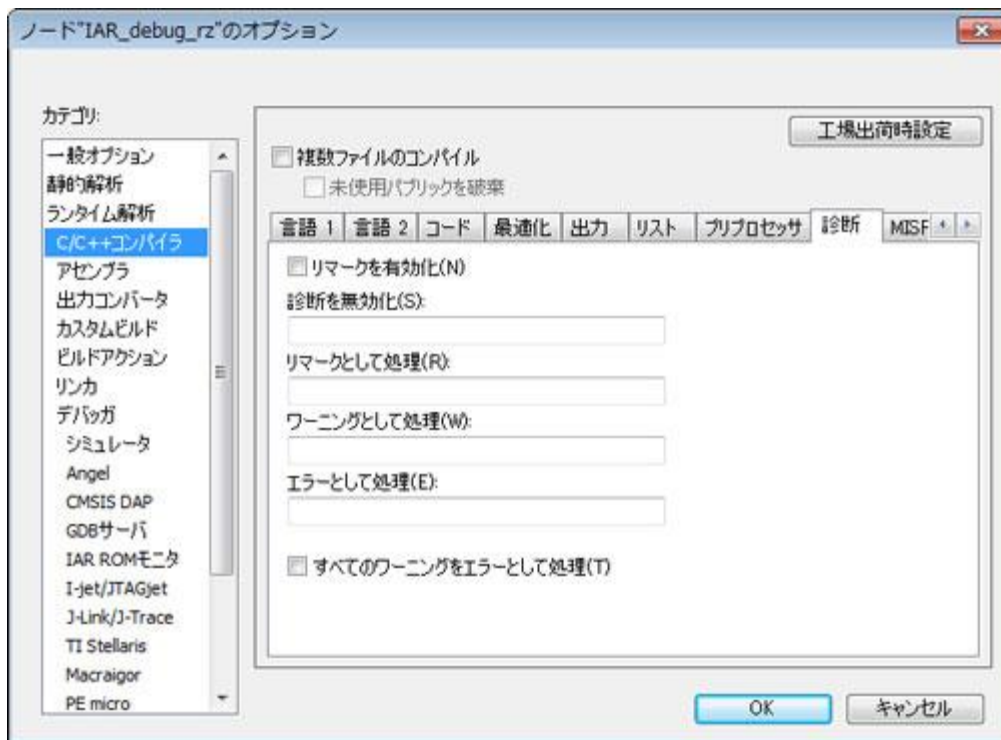 ノード"IAR_debug_rz"のオプション
カテゴリ:
一般オプション
静的解析
ランタイム解析
C/C++コンパイラ
アセンブラ
出力コンバータ
カスタムビルド
ビルドアクション
リンカ
デバッガ
シミュレータ
Angel
CMSIS DAP
GDBサーバ
IAR ROMモニタ
I-jet/JTAGjet
J-Link/J-Trace
TI Stellaris
Macraigor
PE micro
工場出荷時設定
複数ファイルのコンパイル
未使用パブリックを破棄
言語 1 言語 2 コード 最適化 出力 リスト プリプロセッサ 診断 MISF
リマークを有効化(N)
診断を無効化(S):
リマークとして処理(R):
ワーニングとして処理(W):
エラーとして処理(E):
すべてのワーニングをエラーとして処理(T)
OK キャンセル